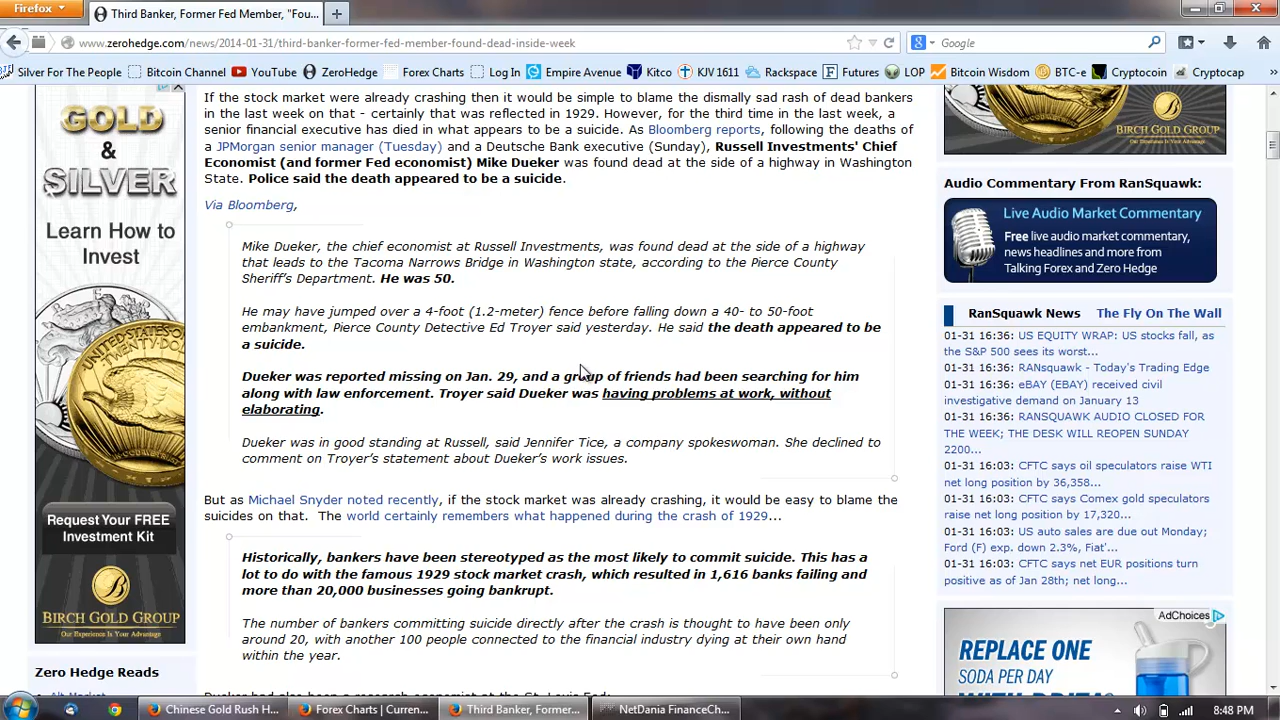 Firefox
Third Banker, Former Fed Member, "Fou...
www.zerohedge.com/news/2014-01-31/third-banker-former-fed-member-found-dead-inside-week
Google
Silver For The People
Bitcoin Channel
YouTube
ZeroHedge
Forex Charts
Log In
Empire Avenue
Kitco
KJV 1611
Rackspace
Futures
LOP
Bitcoin Wisdom
BTC-e
Cryptocoin
Cryptocap
GOLD
&
SILVER
Learn How to
Invest
Request Your FREE
Investment Kit
B
BIRCH GOLD GROUP
Our Experience Is Your Advantage
Zero Hedge Reads
If the stock market were already crashing then it would be simple to blame the dismally sad rash of dead bankers
in the last week on that - certainly that was reflected in 1929. However, for the third time in the last week, a
senior financial executive has died in what appears to be a suicide. As Bloomberg reports, following the deaths of
a JPMorgan senior manager (Tuesday) and a Deutsche Bank executive (Sunday), Russell Investments' Chief
Economist (and former Fed economist) Mike Dueker was found dead at the side of a highway in Washington
State. Police said the death appeared to be a suicide.
Via Bloomberg,
Mike Dueker, the chief economist at Russell Investments, was found dead at the side of a highway
that leads to the Tacoma Narrows Bridge in Washington state, according to the Pierce County
Sheriff's Department. He was 50.
He may have jumped over a 4-foot (1.2-meter) fence before falling down a 40- to 50-foot
embankment, Pierce County Detective Ed Troyer said yesterday. He said the death appeared to be
a suicide.
Dueker was reported missing on Jan. 29, and a group of friends had been searching for him
along with law enforcement. Troyer said Dueker was having problems at work, without
elaborating.
Dueker was in good standing at Russell, said Jennifer Tice, a company spokeswoman. She declined to
comment on Troyer's statement about Dueker's work issues.
But as Michael Snyder noted recently, if the stock market was already crashing, it would be easy to blame the
suicides on that. The world certainly remembers what happened during the crash of 1929...
Historically, bankers have been stereotyped as the most likely to commit suicide. This has a
lot to do with the famous 1929 stock market crash, which resulted in 1,616 banks failing and
more than 20,000 businesses going bankrupt.
The number of bankers committing suicide directly after the crash is thought to have been only
around 20, with another 100 people connected to the financial industry dying at their own hand
within the year.
Dueker had also been a research economist at the St. Louis Fed:
BIRCH GOLD GROUP
Our Experience Is Your Advantage
Audio Commentary From RanSquawk:
Live Audio Market Commentary
Free live audio market commentary,
news headlines and more from
Talking Forex and Zero Hedge
RanSquawk News
The Fly On The Wall
01-31 16:36: US EQUITY WRAP: US stocks fall, as
the S&P 500 sees its worst...
01-31 16:36: RANsquawk - Today's Trading Edge
01-31 16:36: eBAY (EBAY) received civil
investigative demand on January 13
01-31 16:36: RANSQUAWK AUDIO CLOSED FOR
THE WEEK; THE DESK WILL REOPEN SUNDAY
2200...
01-31 16:03: CFTC says oil speculators raise WTI
net long position by 36,358...
01-31 16:03: CFTC says Comex gold speculators
raise net long position by 17,320...
01-31 16:03: US auto sales are due out Monday;
Ford (F) exp. down 2.3%, Fiat'...
01-31 16:03: CFTC says net EUR positions turn
positive as of Jan 28th; net long...
AdChoices
REPLACE ONE
SODA PER DAY
Chinese Gold Rush H...
Forex Charts | Curren...
Third Banker, Former...
NetDania FinanceCh...
8:48 PM